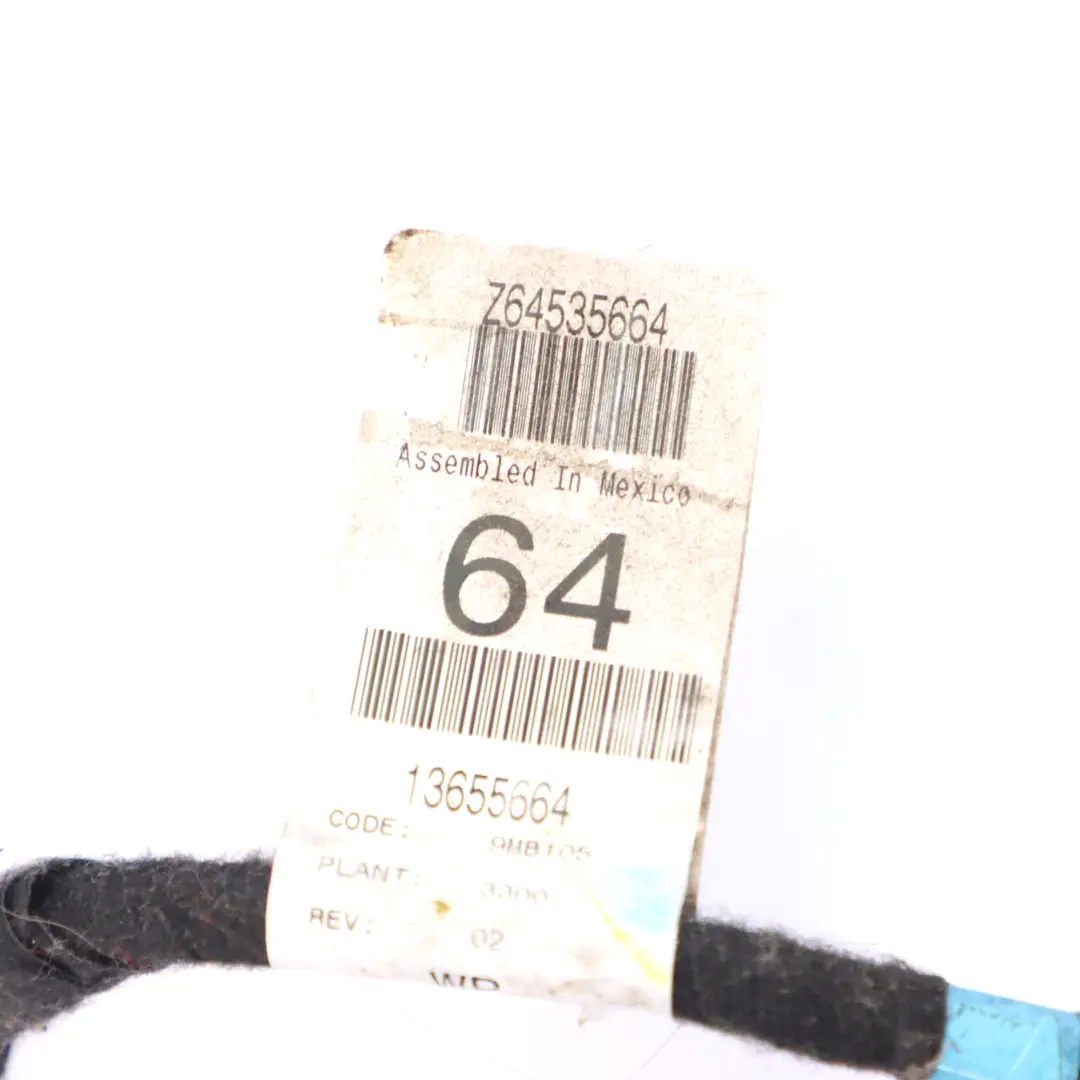 Z64535664
Assembled In Mexico
64
13655664
CODE: 9MB105
PLANT: 3300
REV: 02